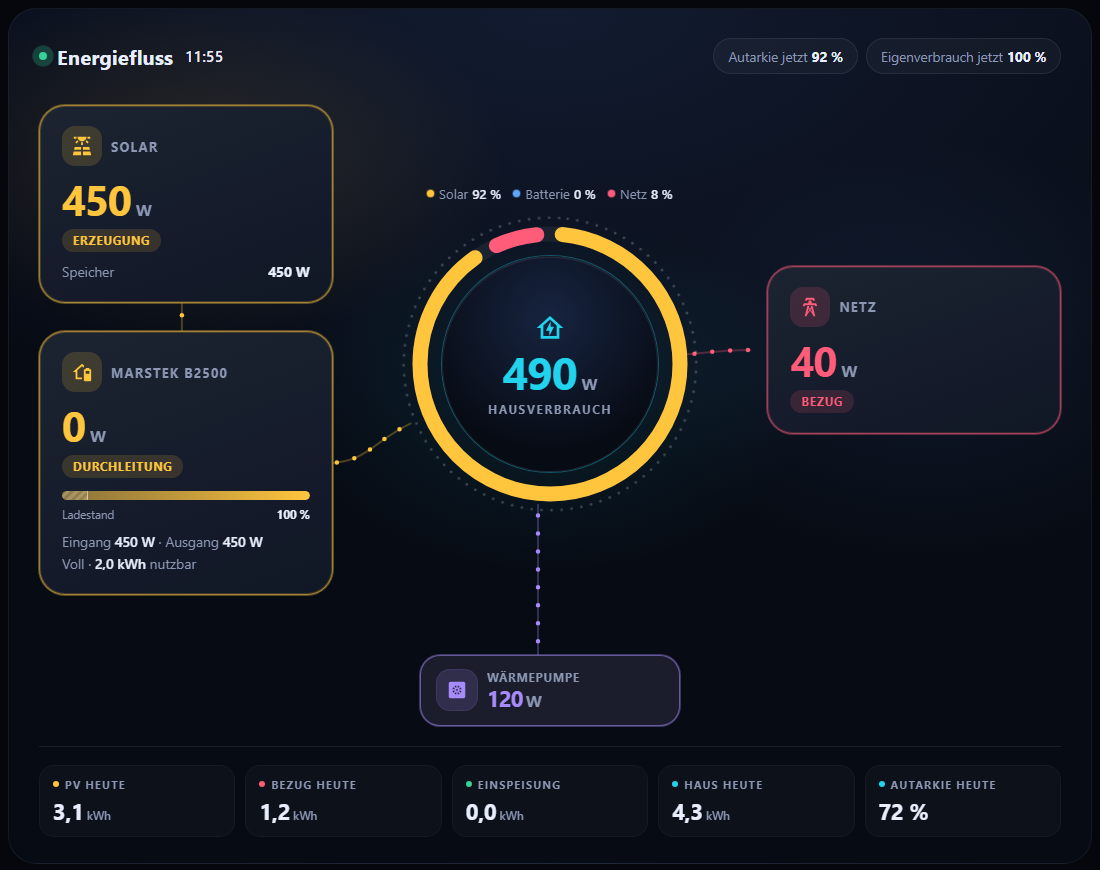 Energiefluss 11:55
Autarkie jetzt 92 %
Eigenverbrauch jetzt 100 %
SOLAR
450 W
ERZEUGUNG
Speicher 450 W
MARSTEK B2500
0 W
DURCHLEITUNG
Ladestand 100 %
Eingang 450 W · Ausgang 450 W
Voll · 2,0 kWh nutzbar
Solar 92 % Batterie 0 % Netz 8 %
490 W
HAUSVERBRAUCH
NETZ
40 W
BEZUG
WÄRMEPUMPE
120 W
PV HEUTE
3,1 kWh
BEZUG HEUTE
1,2 kWh
EINSPEISUNG
0,0 kWh
HAUS HEUTE
4,3 kWh
AUTARKIE HEUTE
72 %